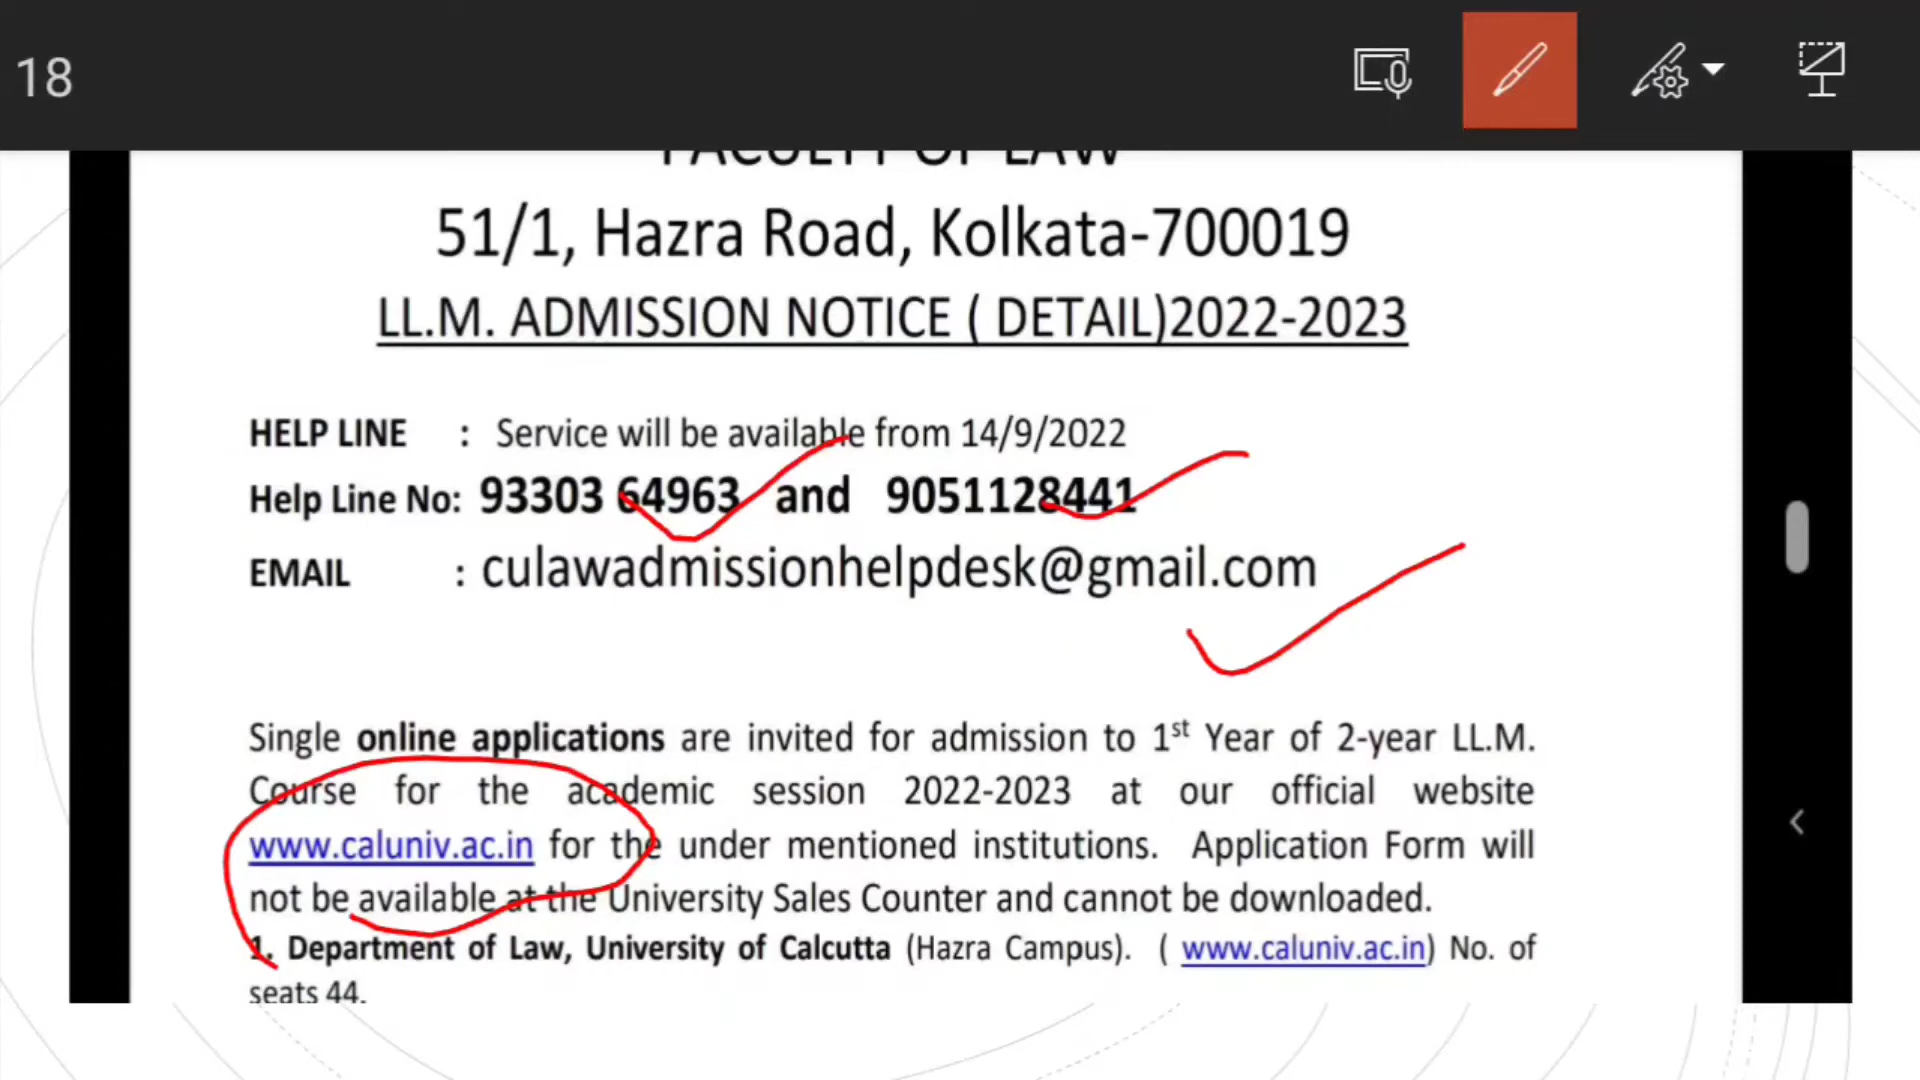 18
FACULTY OF LAW
51/1, Hazra Road, Kolkata-700019
LL.M. ADMISSION NOTICE ( DETAIL)2022-2023
HELP LINE : Service will be available from 14/9/2022
Help Line No: 93303 64963 and 9051128441
EMAIL : culawadmissionhelpdesk@gmail.com
Single online applications are invited for admission to 1st Year of 2-year LL.M.
Course for the academic session 2022-2023 at our official website
www.caluniv.ac.in for the under mentioned institutions. Application Form will
not be available at the University Sales Counter and cannot be downloaded.
1. Department of Law, University of Calcutta (Hazra Campus). ( www.caluniv.ac.in) No. of
seats 44.